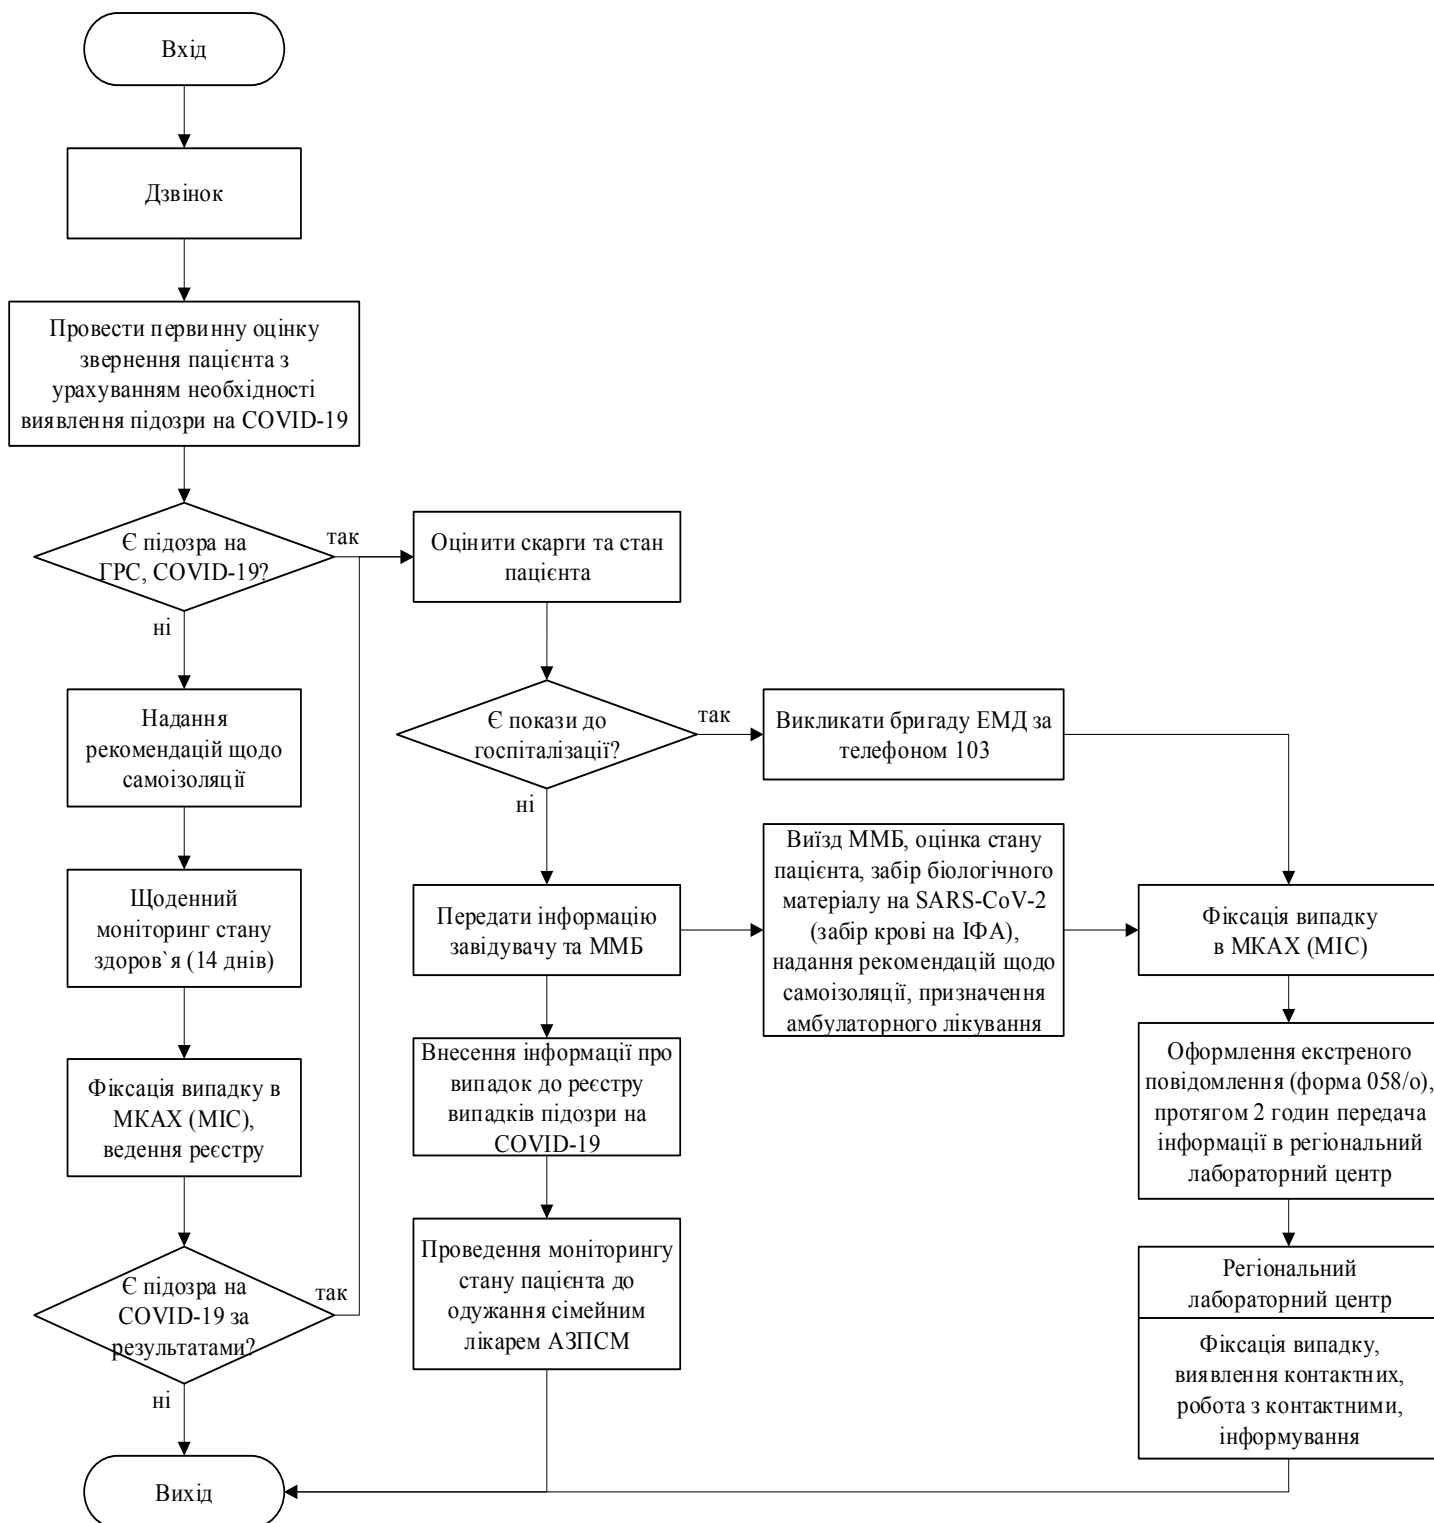 Вхід
Дзвінок
Провести первинну оцінку
звернення пацієнта з
урахуванням необхідності
виявлення підозри на COVID-19
Є підозра на
ГРС, COVID-19?
так
ні
Оцінити скарги та стан
пацієнта
Надання
рекомендацій щодо
самоізоляції
Є покази до
госпіталізації?
так
ні
Викликати бригаду ЕМД за
телефоном 103
Щоденний
моніторинг стану
здоров`я (14 днів)
Передати інформацію
завідувачу та ММБ
Виїзд ММБ, оцінка стану
пацієнта, забір біологічного
матеріалу на SARS-CoV-2
(забір крові на ІФА),
надання рекомендацій щодо
самоізоляції, призначення
амбулаторного лікування
Фіксація випадку
в МКАХ (МІС)
Фіксація випадку в
МКАХ (МІС),
ведення реєстру
Внесення інформації про
випадок до реєстру
випадків підозри на
COVID-19
Оформлення екстреного
повідомлення (форма 058/о),
протягом 2 годин передача
інформації в регіональний
лабораторний центр
Є підозра на
COVID-19 за
результатами?
так
ні
Проведення моніторингу
стану пацієнта до
одужання сімейним
лікарем АЗПСМ
Регіональний
лабораторний центр
Фіксація випадку,
виявлення контактних,
робота з контактними,
інформування
Вихід